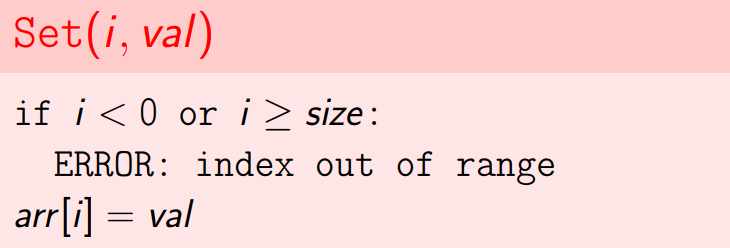 Set(i, val)
if i < 0 or i ≥ size:
ERROR: index out of range
arr[i] = val